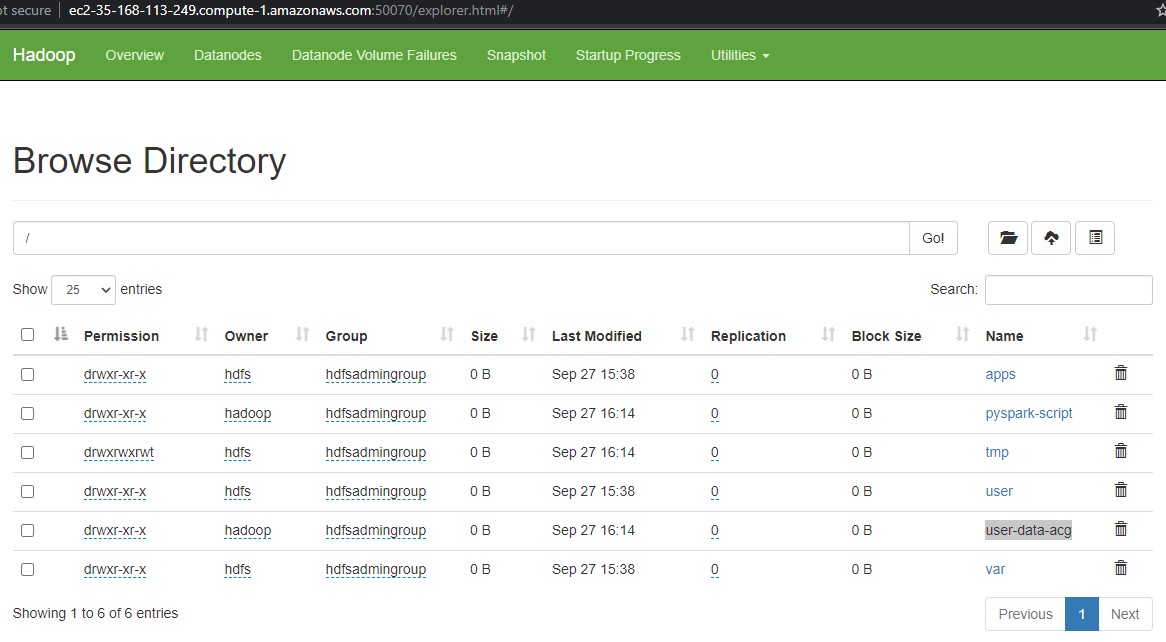 ot secure ec2-35-168-113-249.compute-1.amazonaws.com:50070/explorer.html#/
Hadoop Overview Datanodes Datanode Volume Failures Snapshot Startup Progress Utilities
Browse Directory
/ Go!
Show 25 entries Search:
Permission Owner Group Size Last Modified Replication Block Size Name
drwxr-xr-x hdfs hdfsadmingroup 0 B Sep 27 15:38 0 0 B apps
drwxr-xr-x hadoop hdfsadmingroup 0 B Sep 27 16:14 0 0 B pyspark-script
drwxrwxrwt hdfs hdfsadmingroup 0 B Sep 27 16:14 0 0 B tmp
drwxr-xr-x hdfs hdfsadmingroup 0 B Sep 27 15:38 0 0 B user
drwxr-xr-x hadoop hdfsadmingroup 0 B Sep 27 16:14 0 0 B user-data-acg
drwxr-xr-x hdfs hdfsadmingroup 0 B Sep 27 15:38 0 0 B var
Showing 1 to 6 of 6 entries Previous 1 Next